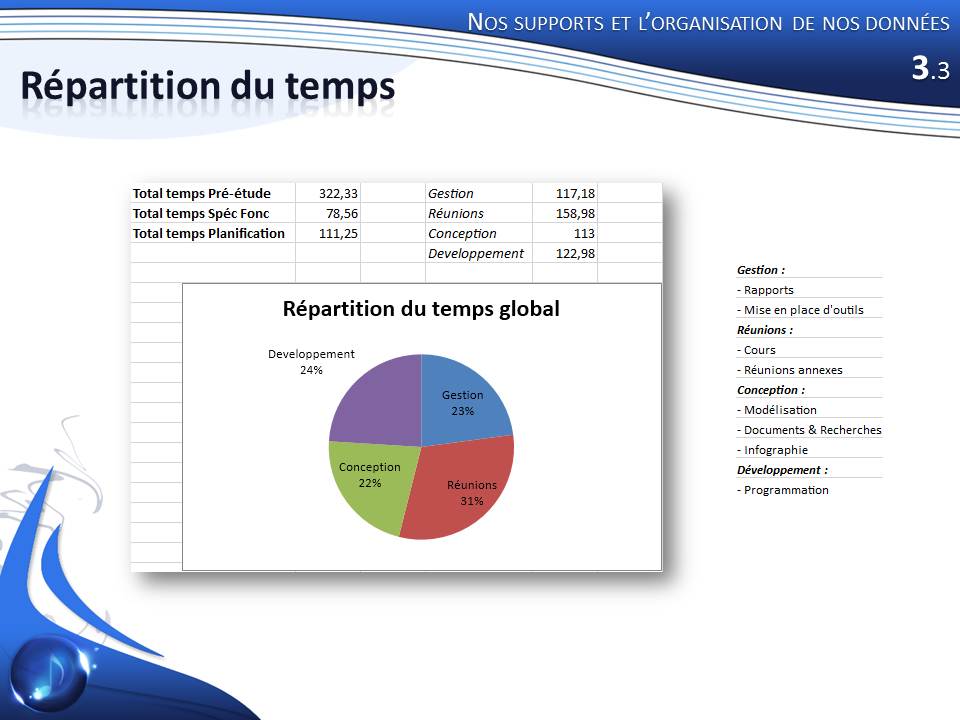 Nos supports et l'organisation de nos données
3.3
Répartition du temps
Total temps Pré-étude 322,33 Gestion 117,18
Total temps Spéc Fonc 78,56 Réunions 158,98
Total temps Planification 111,25 Conception 113
Developpement 122,98
Répartition du temps global
Developpement
24%
Gestion
23%
Conception
22%
Réunions
31%
Gestion :
- Rapports
- Mise en place d'outils
Réunions :
- Cours
- Réunions annexes
Conception :
- Modélisation
- Documents & Recherches
- Infographie
Développement :
- Programmation